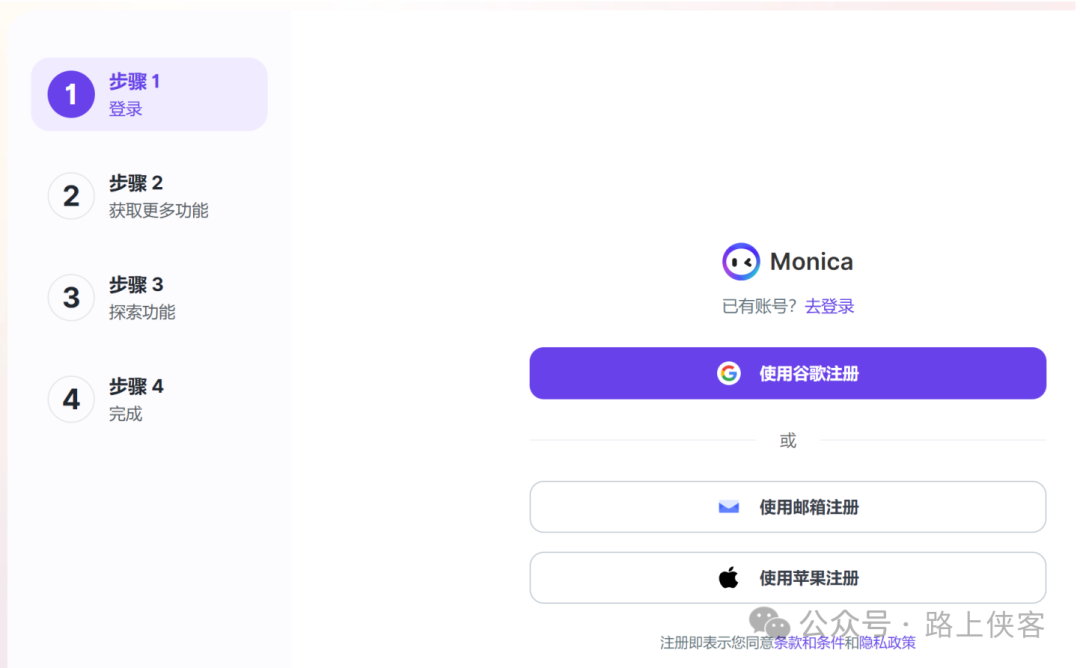 1
步骤 1
登录
2
步骤 2
获取更多功能
3
步骤 3
探索功能
4
步骤 4
完成
Monica
已有账号？去登录
使用谷歌注册
或
使用邮箱注册
使用苹果注册
公众号 · 路上侠客
注册即表示您同意条款和条件和隐私政策